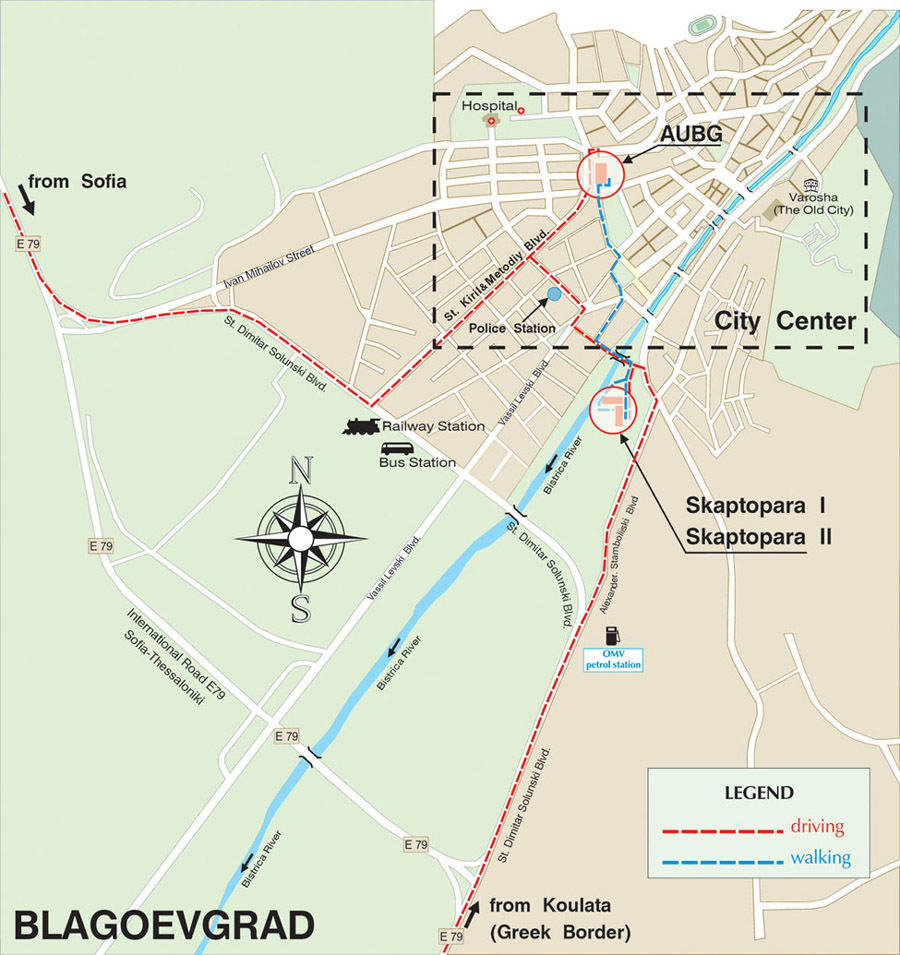 Hospital
AUBG
from Sofia
Varosha
(The Old City)
E 79
Ivan Mihailov Street
St. Kiril&Metodiy Blvd.
Police Station
City Center
St. Dimitar Solunski Blvd.
Vassil Levski Blvd.
Railway Station
Bus Station
Bistrica River
N
Skaptopara I
Skaptopara II
Alexander. Stamboliiski Blvd
St. Dimitar Solunski Blvd.
E 79
Vassil Levski Blvd.
S
International Road E79
Sofia-Thessaloniki
OMV
petrol station
Bistrica River
E 79
St. Dimitar Solunski Blvd.
LEGEND
driving
walking
E 79
Bistrica River
from Koulata
(Greek Border)
E 79
BLAGOEVGRAD